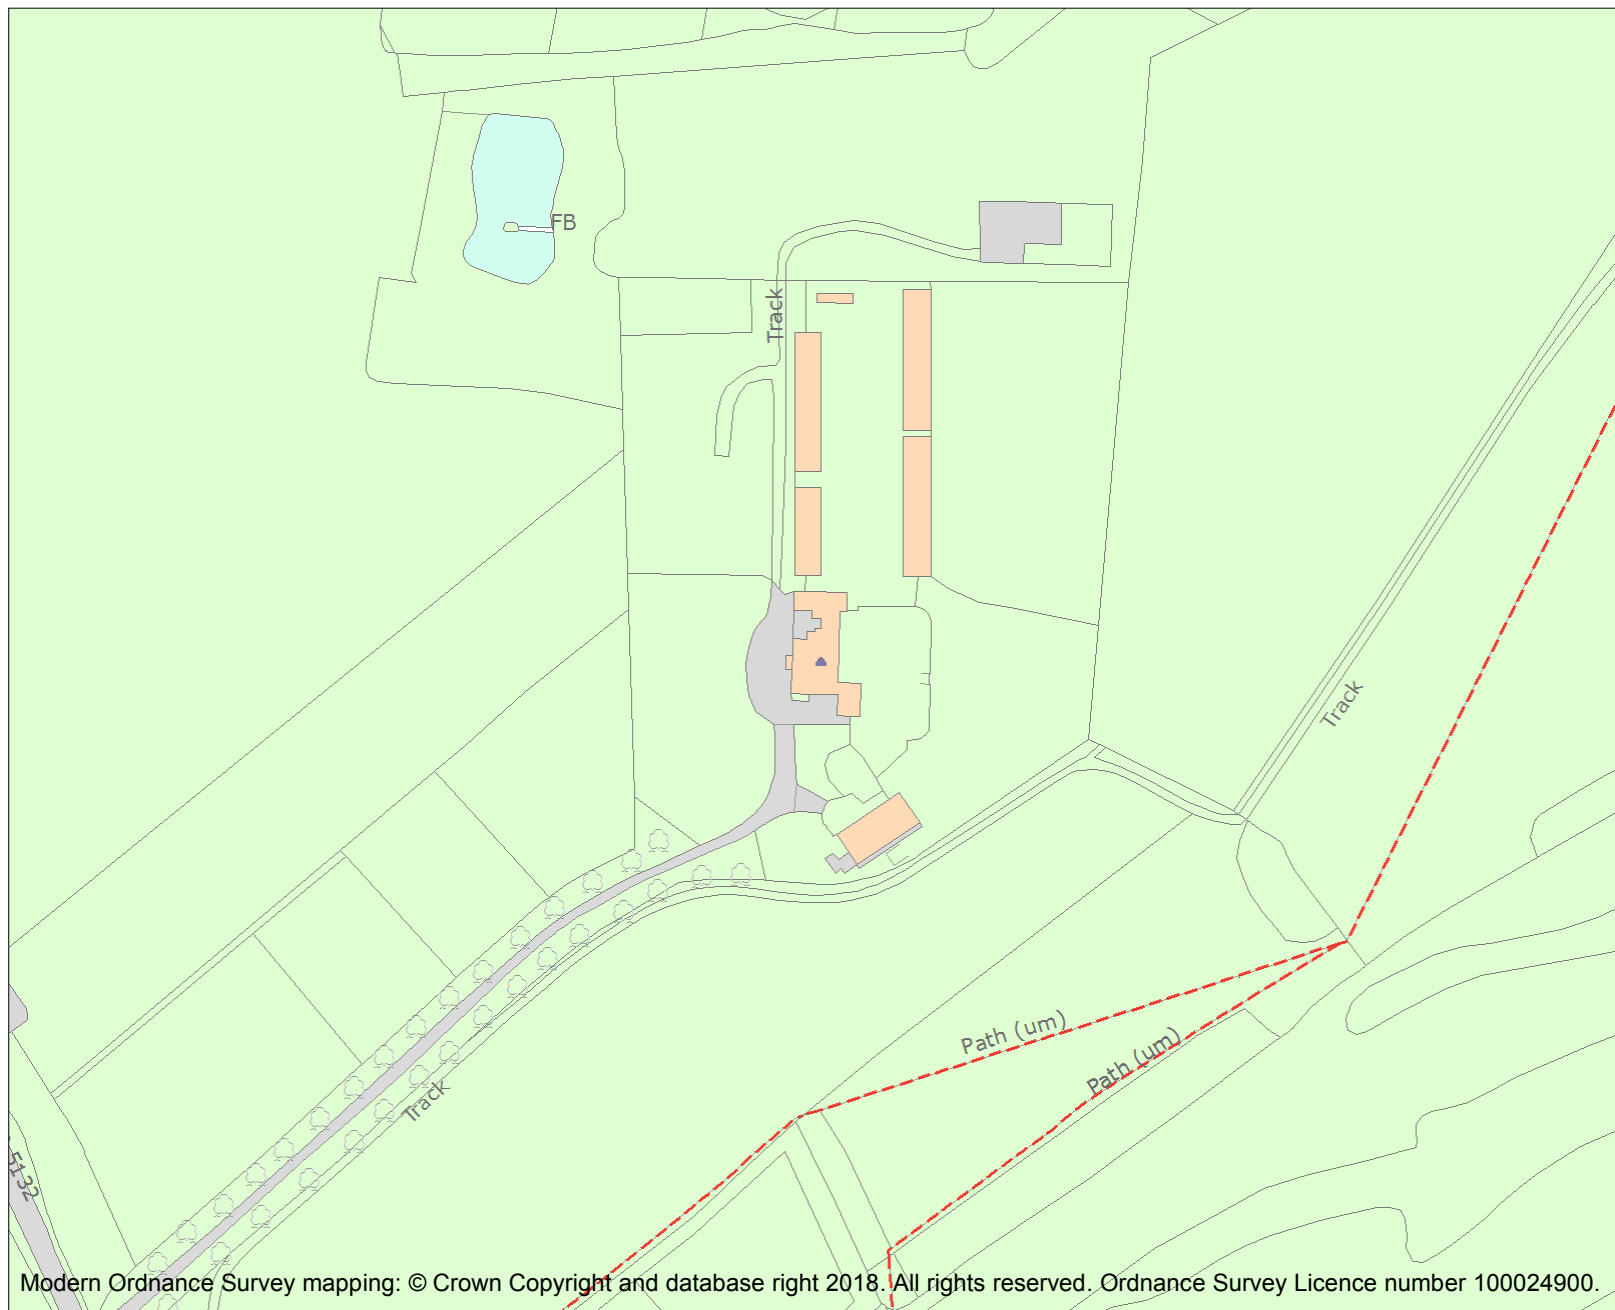 FB
Track
Track
Path (um)
Path (um)
Track
5132
Modern Ordnance Survey mapping: © Crown Copyright and database right 2018. All rights reserved. Ordnance Survey Licence number 100024900.